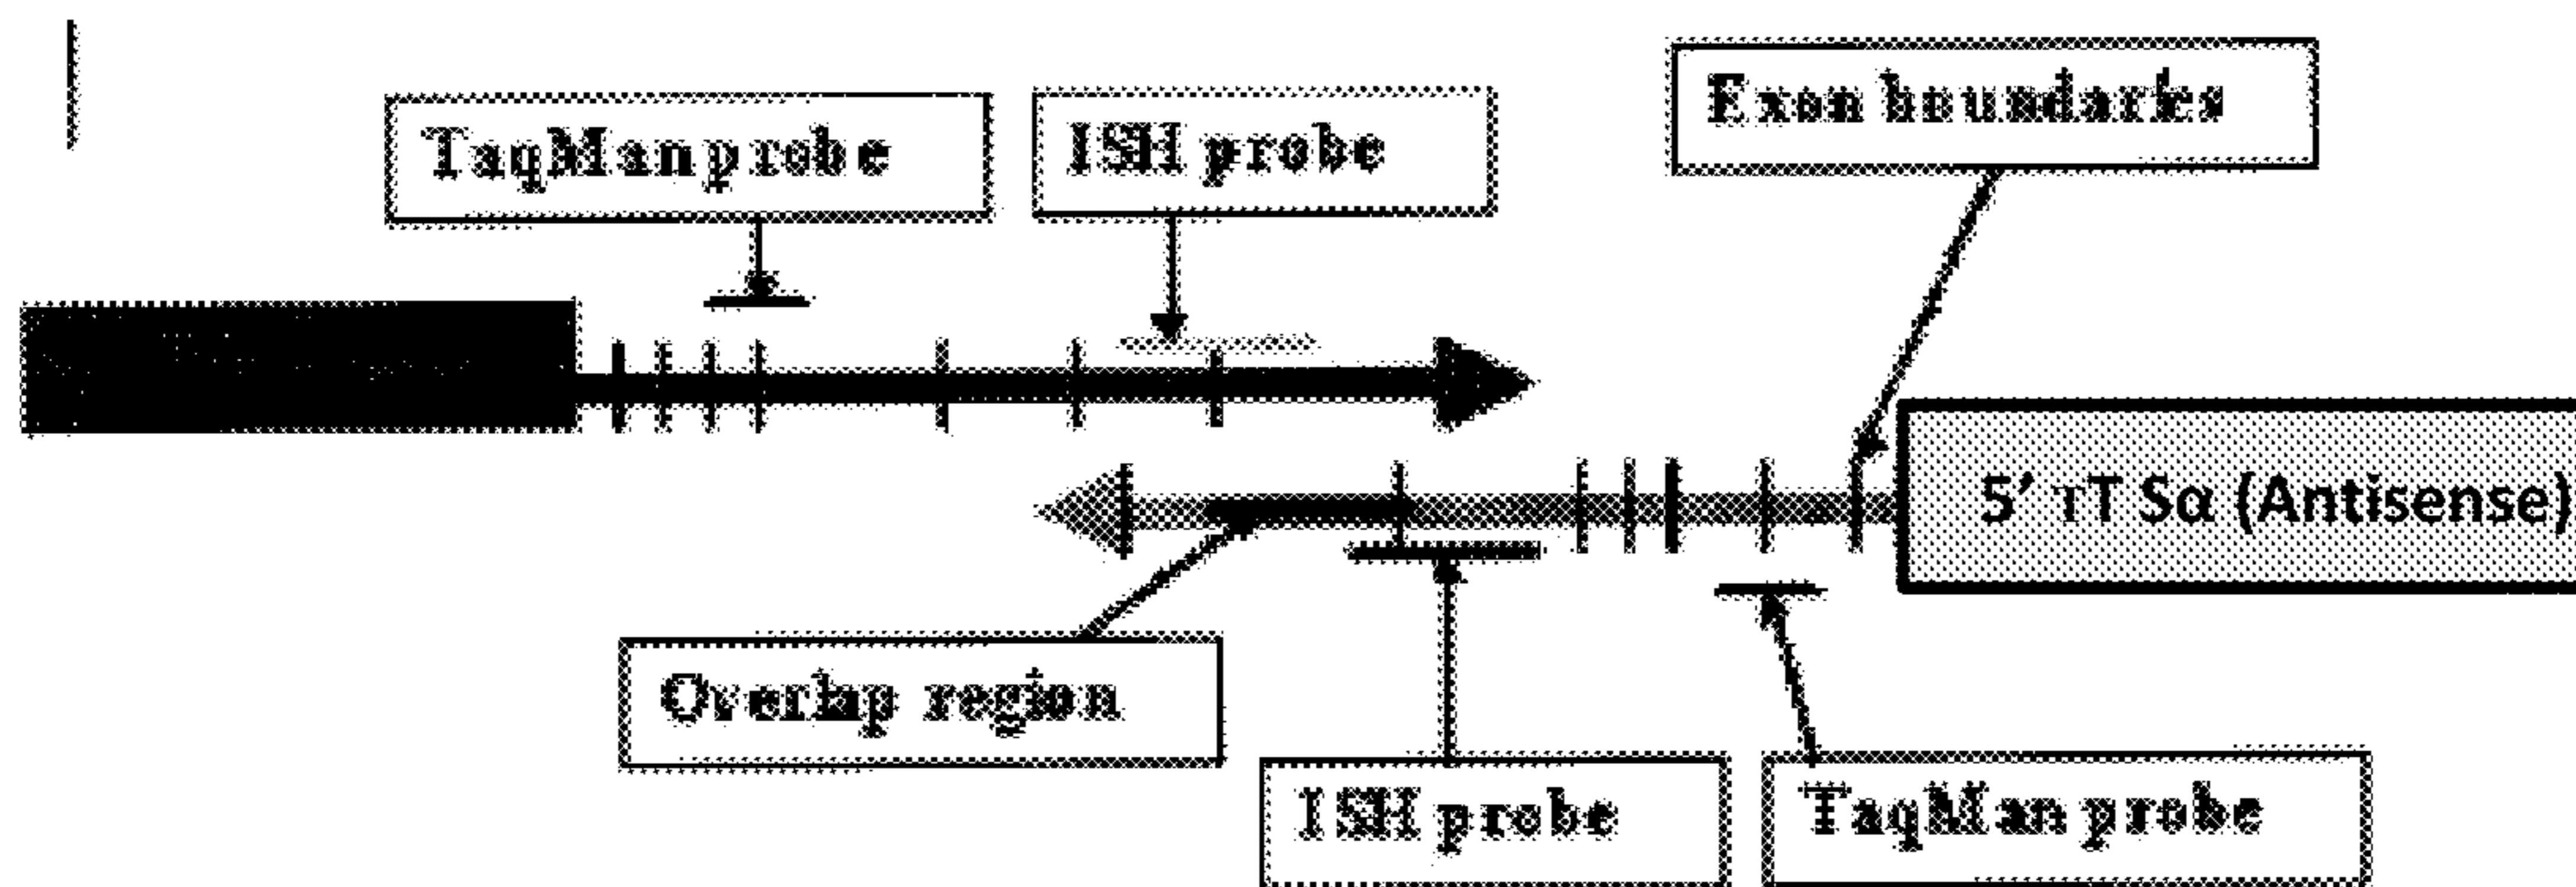 TaqMan probe
ISH probe
Exon boundaries
5' TT Sα (Antisense)
Overlap region
ISH probe
TaqMan probe